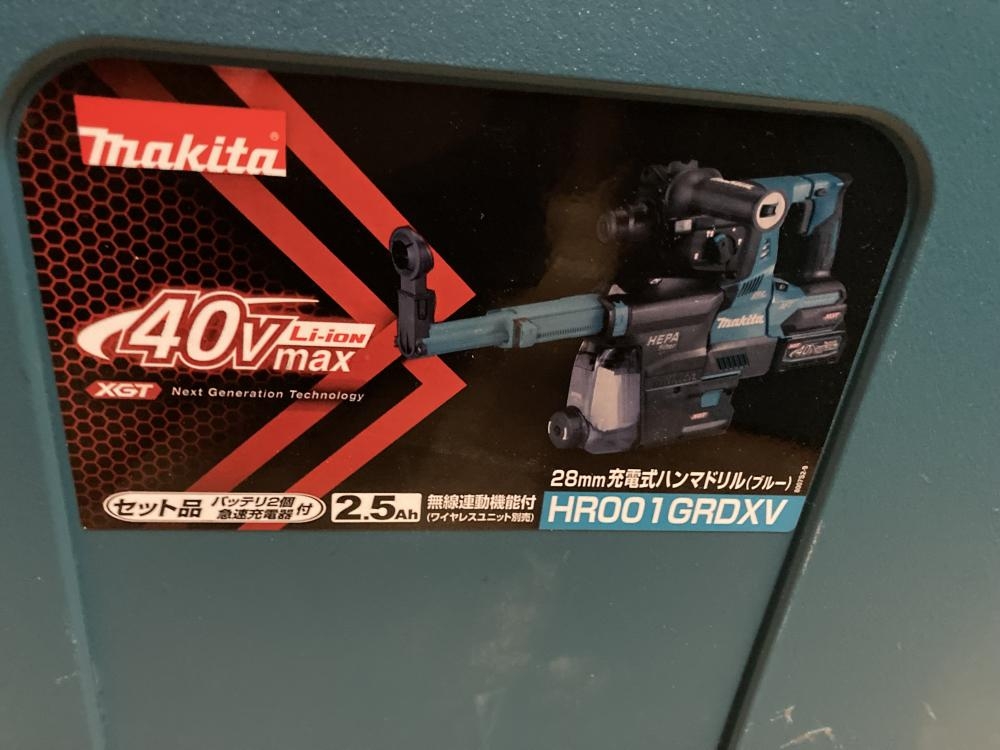 makita®
40Vmax Li-ion
XGT Next Generation Technology
HEPA
makita
XGT
28mm充電式ハンマドリル(ブルー)
HR001GRDXV
セット品 バッテリ2個 急速充電器 付
2.5Ah
無線連動機能付
(ワイヤレスユニット別売)